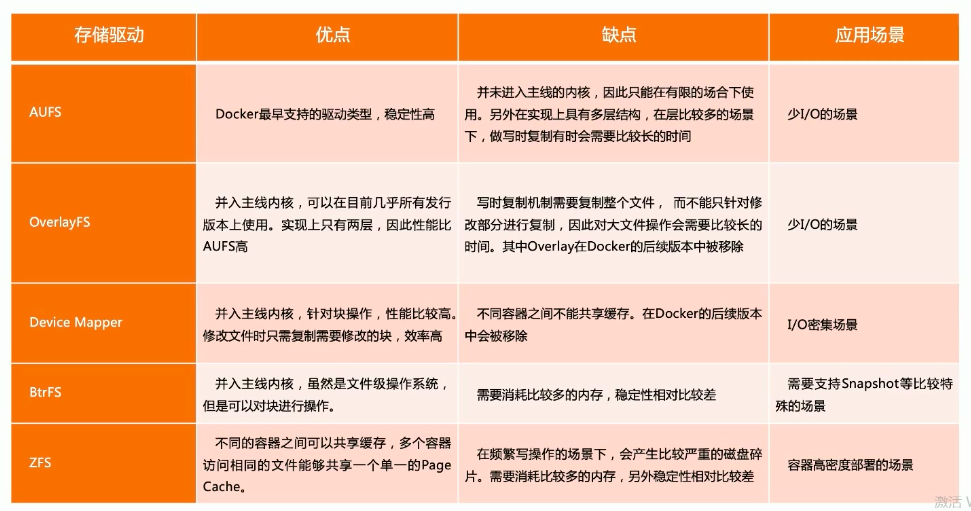 存储驱动
优点
缺点
应用场景
AUFS
Docker最早支持的驱动类型，稳定性高
并未进入主线的内核，因此只能在有限的场合下使
用。另外在实现上具有多层结构，在层比较多的场景
下，做写时复制有时会需要比较长的时间
少I/O的场景
OverlayFS
并入主线内核，可以在目前几乎所有发行
版本上使用。实现上只有两层，因此性能比
AUFS高
写时复制机制需要复制整个文件， 而不能只针对修
改部分进行复制，因此对大文件操作会需要比较长的
时间。其中Overlay在Docker的后续版本中被移除
少I/O的场景
Device Mapper
并入主线内核，针对块操作，性能比较高。
修改文件时只需复制需要修改的块，效率高
不同容器之间不能共享缓存。在Docker的后续版本
中会被移除
I/O密集场景
BtrFS
并入主线内核，虽然是文件级操作系统，
但是可以对块进行操作。
需要消耗比较多的内存，稳定性相对比较差
需要支持Snapshot等比较特
殊的场景
ZFS
不同的容器之间可以共享缓存，多个容器
访问相同的文件能够共享一个单一的Page
Cache。
在频繁写操作的场景下，会产生比较严重的磁盘碎
片。需要消耗比较多的内存，另外稳定性相对比较差
容器高密度部署的场景
激活